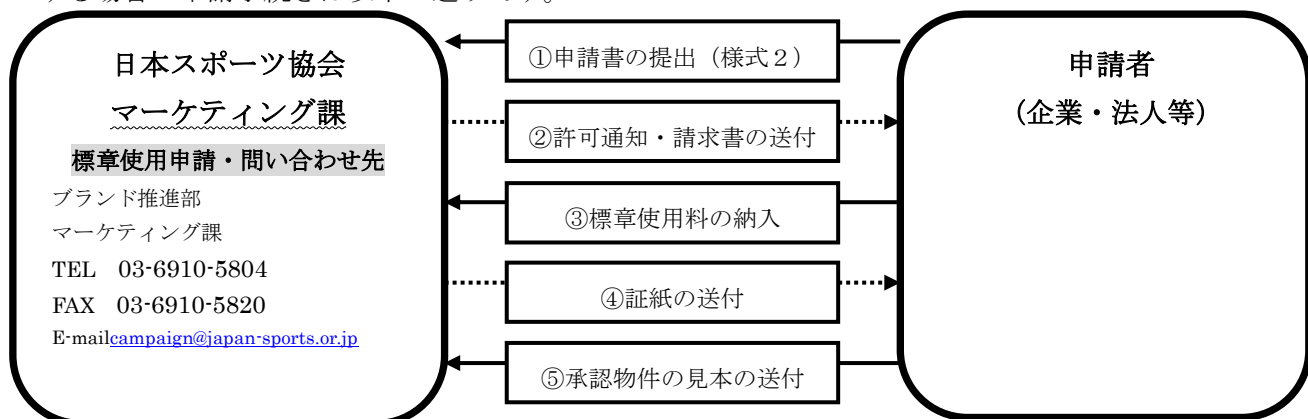 日本スポーツ協会
マーケティング課
標章使用申請・問い合わせ先
ブランド推進部
マーケティング課
TEL　03-6910-5804
FAX　03-6910-5820
E-mailcampaign@japan-sports.or.jp
①申請書の提出（様式２）
②許可通知・請求書の送付
③標章使用料の納入
④証紙の送付
⑤承認物件の見本の送付
申請者
（企業・法人等）